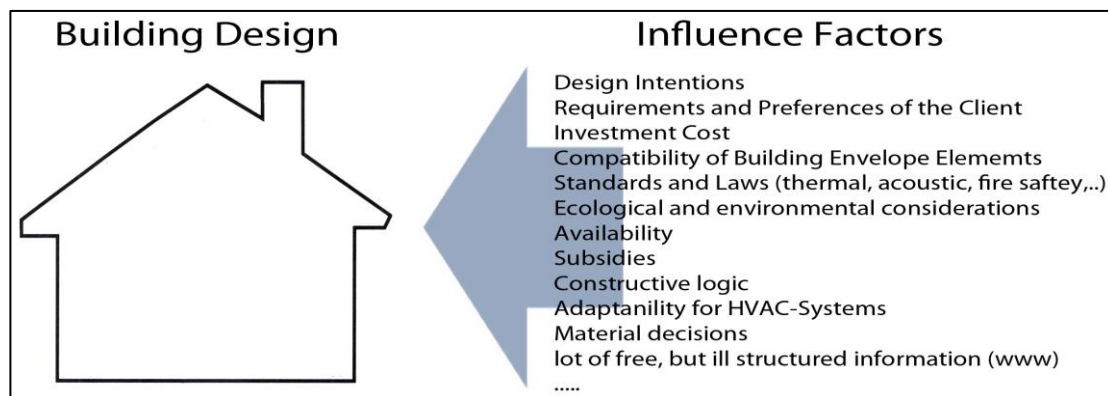 Building Design
Influence Factors
Design Intentions
Requirements and Preferences of the Client
Investment Cost
Compatibility of Building Envelope Elememts
Standards and Laws (thermal, acoustic, fire saftey,..)
Ecological and environmental considerations
Availability
Subsidies
Constructive logic
Adaptanility for HVAC-Systems
Material decisions
lot of free, but ill structured information (www)
.....